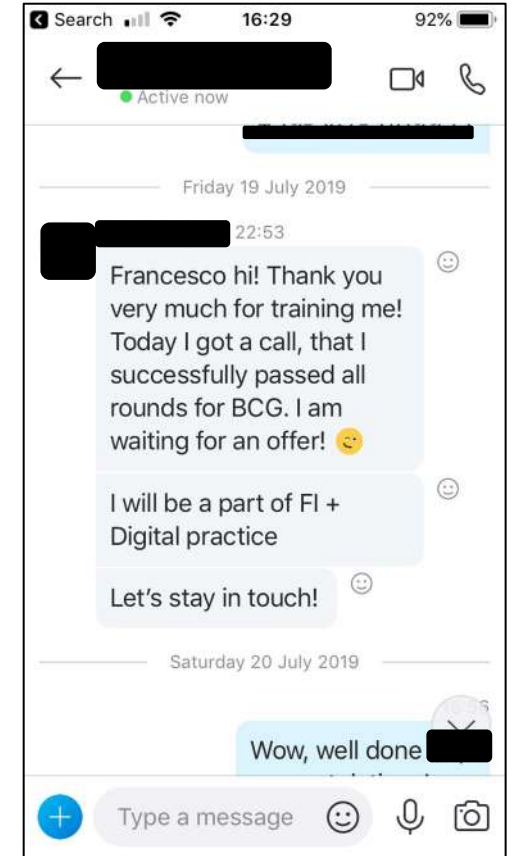 Search 16:29 92%
Active now
Friday 19 July 2019
22:53
Francesco hi! Thank you
very much for training me!
Today I got a call, that I
successfully passed all
rounds for BCG. I am
waiting for an offer!
I will be a part of FI +
Digital practice
Let's stay in touch!
Saturday 20 July 2019
Wow, well done
Type a message